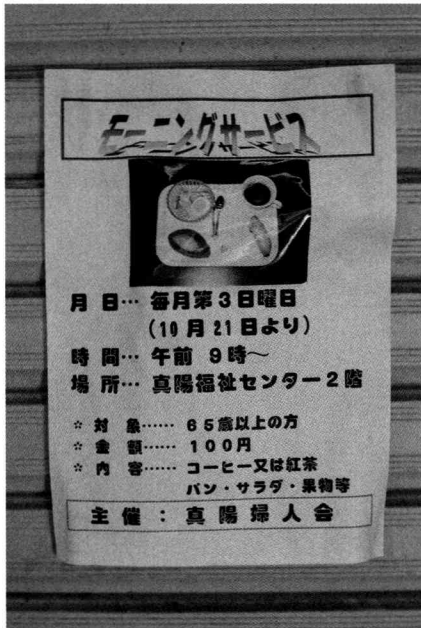 モーニングサービス
月日… 毎月第3日曜日
(10月21日より)
時間… 午前 9時~
場所… 真陽福祉センター2階
☆ 対 象…… 65歳以上の方
☆ 金 額…… 100円
☆ 内 容…… コーヒー又は紅茶
パン・サラダ・果物等
主 催 : 真 陽 婦 人 会